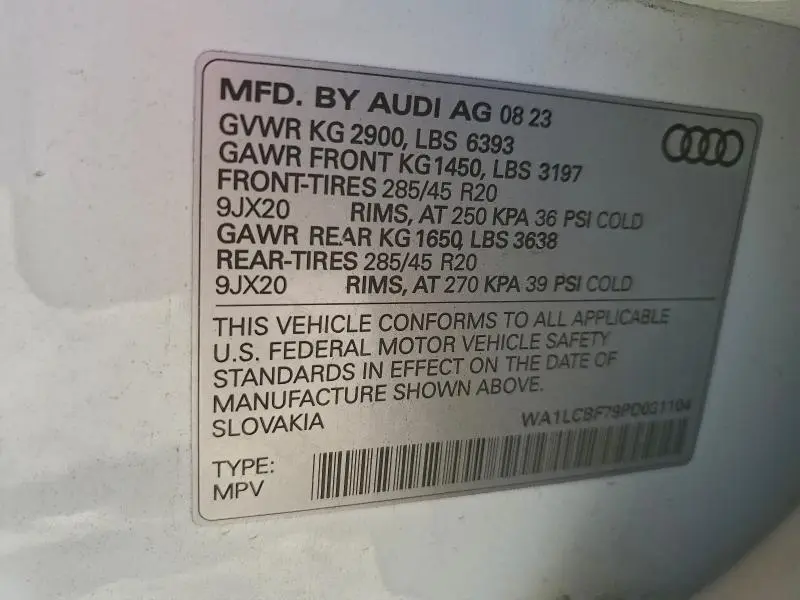 MFD. BY AUDI AG 08 23
GVWR KG 2900, LBS 6393
GAWR FRONT KG1450, LBS 3197
FRONT-TIRES 285/45 R20
9JX20 RIMS, AT 250 KPA 36 PSI COLD
GAWR REAR KG 1650, LBS 3638
REAR-TIRES 285/45 R20
9JX20 RIMS, AT 270 KPA 39 PSI COLD
THIS VEHICLE CONFORMS TO ALL APPLICABLE
U.S. FEDERAL MOTOR VEHICLE SAFETY
STANDARDS IN EFFECT ON THE DATE OF
MANUFACTURE SHOWN ABOVE.
SLOVAKIA
TYPE:
MPV